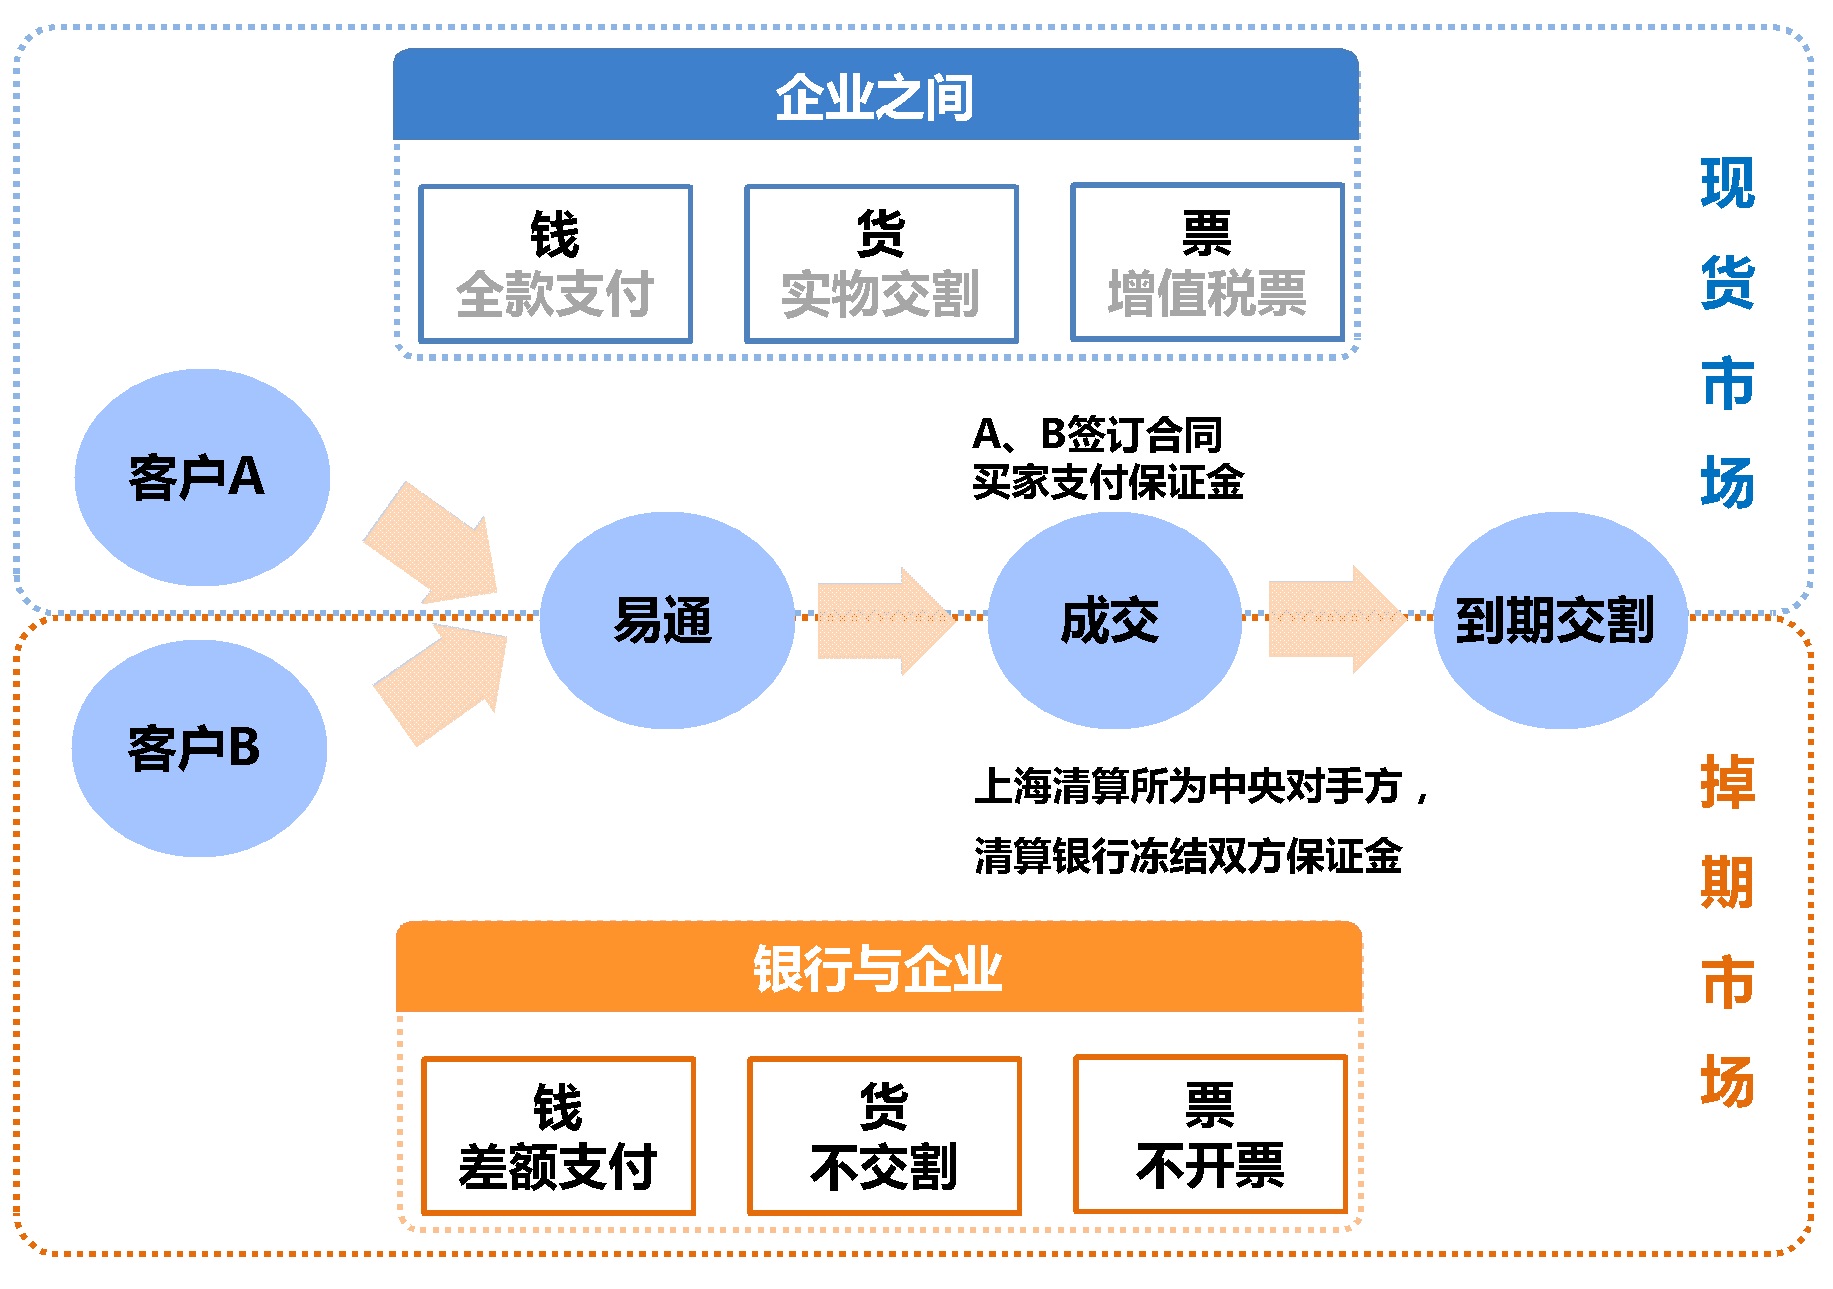 企业之间
钱
全款支付
货
实物交割
票
增值税票
现货市场
客户A
A、B签订合同
买家支付保证金
易通
成交
到期交割
客户B
上海清算所为中央对手方，
清算银行冻结双方保证金
掉期市场
银行与企业
钱
差额支付
货
不交割
票
不开票